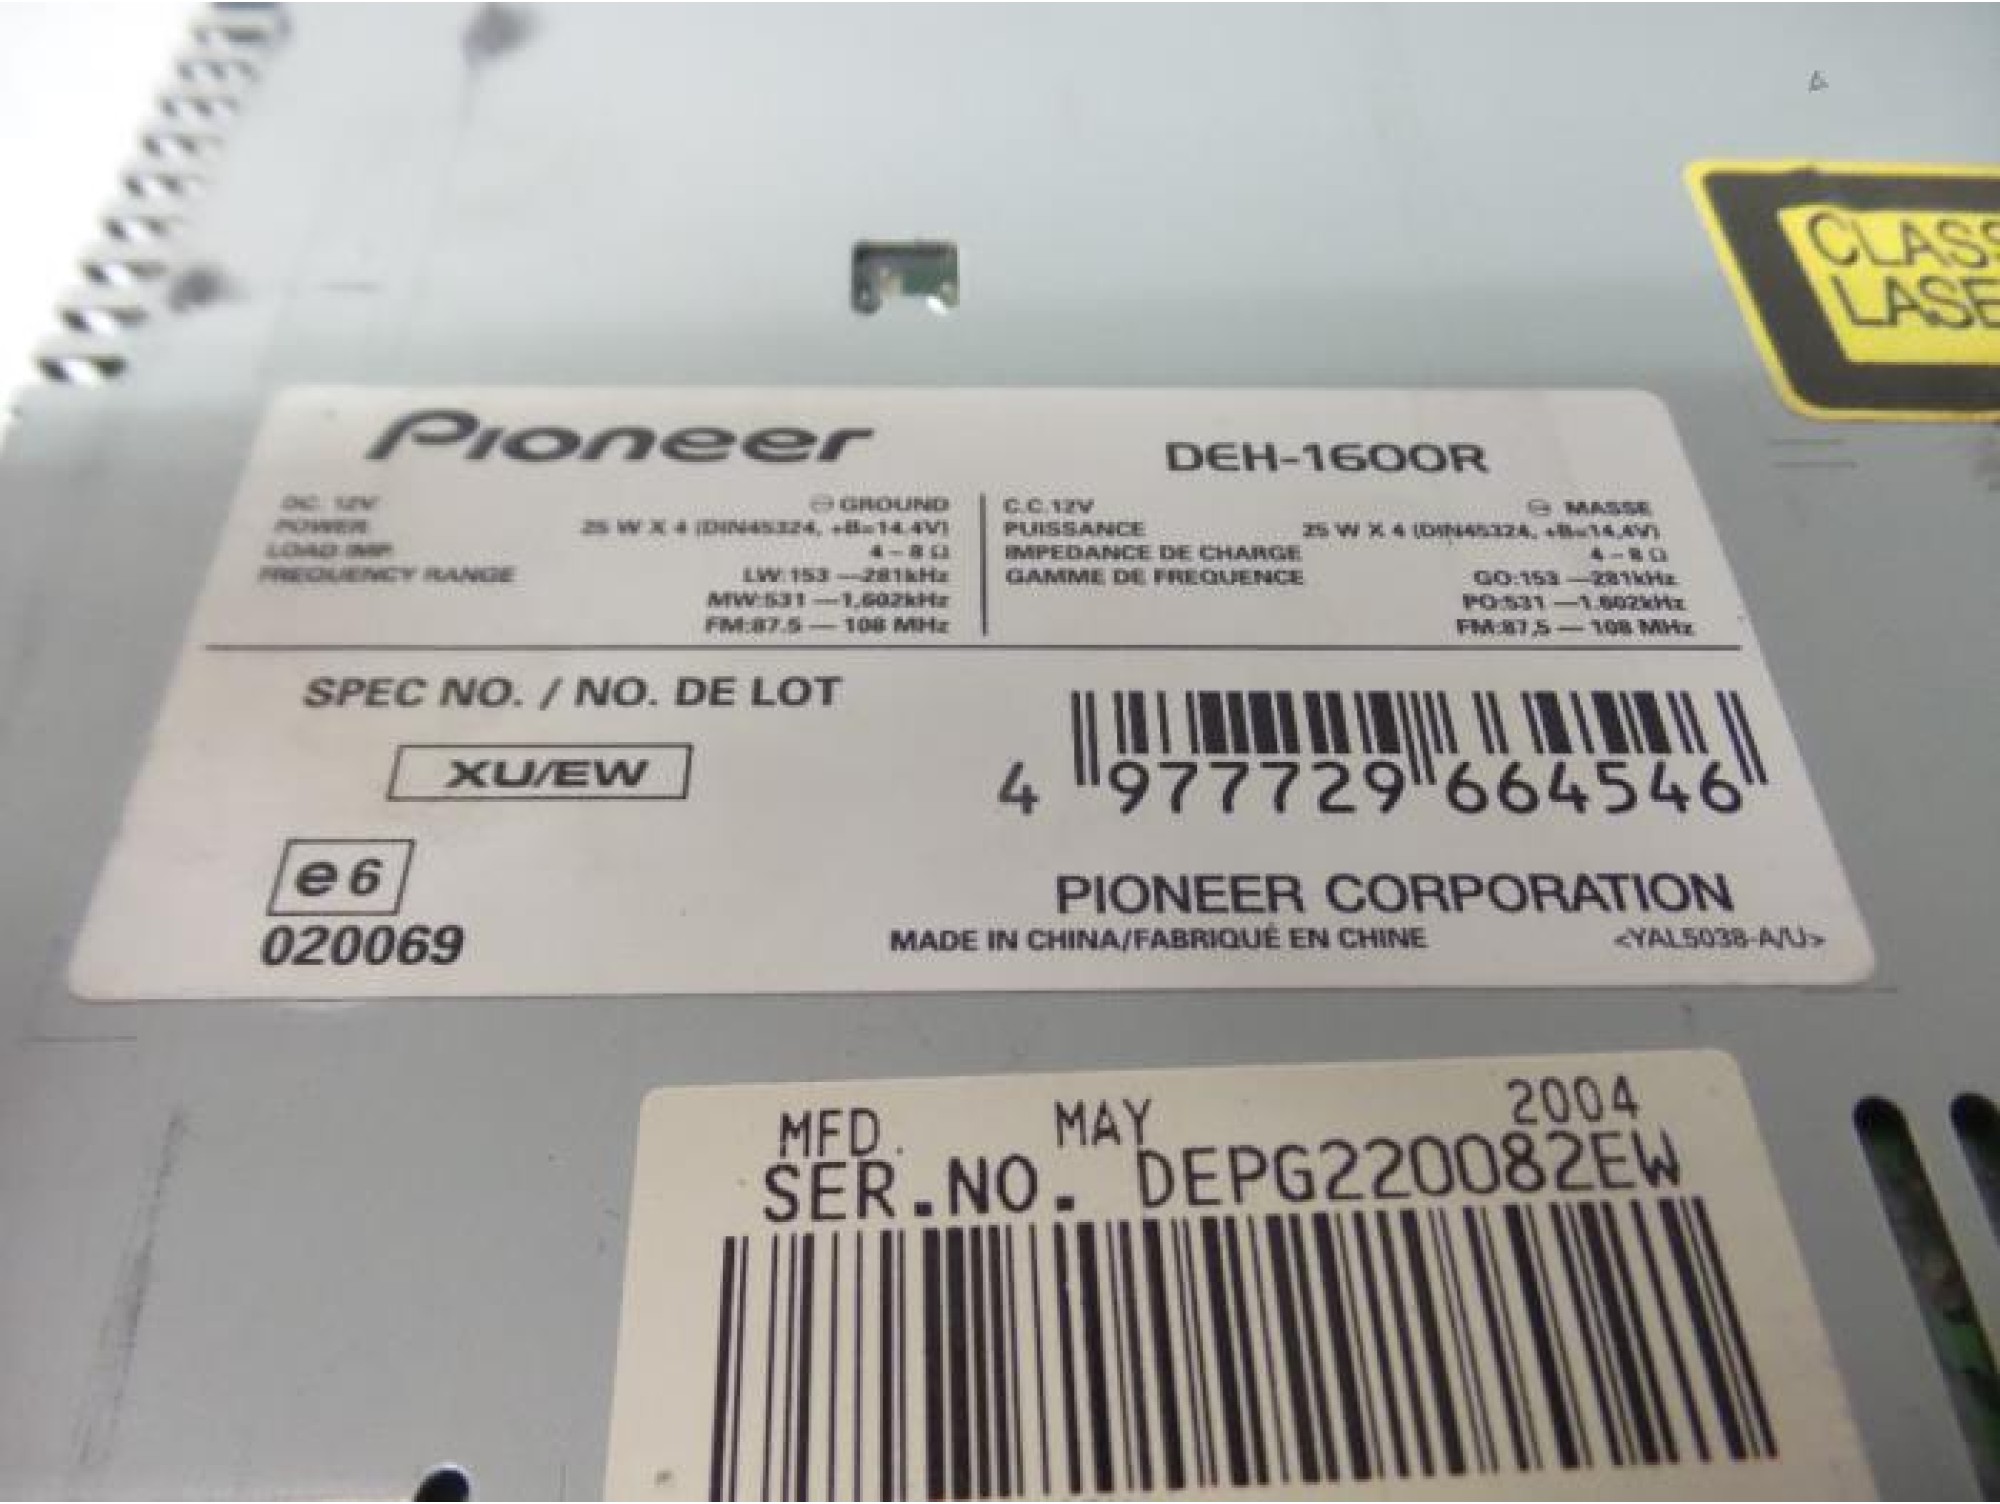 CLASS
LASE
Pioneer
DEH-1600R
DC. 12V ⊖ GROUND
POWER 25 W X 4 (DIN45324, +B=14.4V)
LOAD IMP. 4 – 8 Ω
FREQUENCY RANGE LW:153 —281kHz
MW:531 —1,602kHz
FM:87.5 — 108 MHz
C.C.12V ⊖ MASSE
PUISSANCE 25 W X 4 (DIN45324, +B=14,4V)
IMPEDANCE DE CHARGE 4 – 8 Ω
GAMME DE FREQUENCE GO:153 —281kHz
PO:531 —1.602kHz
FM:87,5 — 108 MHz
SPEC NO. / NO. DE LOT
XU/EW
4 977729 664546
e6
020069
PIONEER CORPORATION
MADE IN CHINA/FABRIQUÉ EN CHINE <YAL5038-A/U>
MFD. MAY 2004
SER.NO. DEPG220082EW